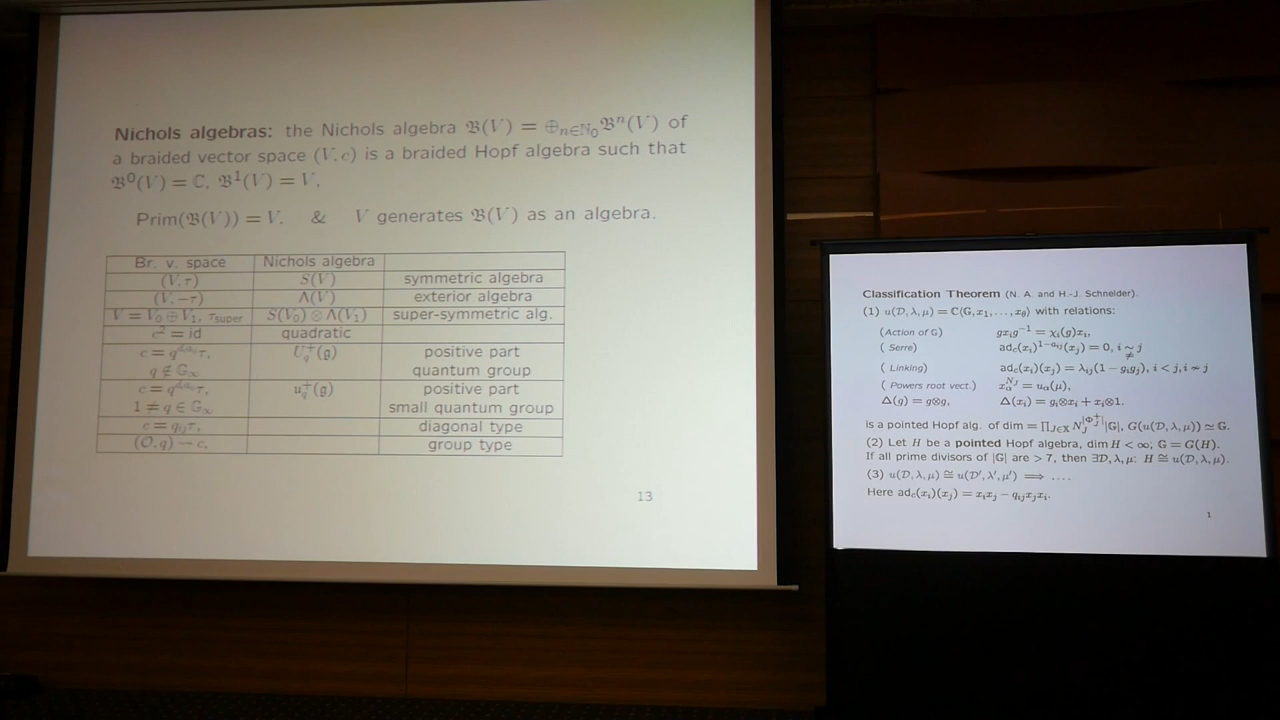 Nichols algebras: the Nichols algebra 𝔅(V) = ⊕n∈ℕ₀ 𝔅ⁿ(V) of
a braided vector space (V, c) is a braided Hopf algebra such that
𝔅⁰(V) = ℂ, 𝔅¹(V) = V,
Prim(𝔅(V)) = V, & V generates 𝔅(V) as an algebra.
Br. v. space Nichols algebra
(V, τ) S(V) symmetric algebra
(V, −τ) Λ(V) exterior algebra
V = V₀ ⊕ V₁, τsuper S(V₀) ⊗ Λ(V₁) super-symmetric alg.
c² = id quadratic
c = τ, U⁺q(𝔤) positive part
q ∉ 𝔾∞ quantum group
c = τ, u⁺q(𝔤) positive part
1 ≠ q ∈ 𝔾∞ small quantum group
c = qijτ, diagonal type
(O, q) ⇝ c, group type
13
Classification Theorem (N. A. and H.-J. Schneider).
(1) u(D, λ, μ) = ℂ⟨G, x₁, . . . , xθ⟩ with relations:
(Action of G) gxig⁻¹ = χi(g)xi,
( Serre) adc(xi)^{1−aij}(xj) = 0, i ∼ j
≠
( Linking) adc(xi)(xj) = λij(1 − gigj), i < j, i ≁ j
( Powers root vect.) xα^{NJ} = uα(μ),
Δ(g) = g⊗g, Δ(xi) = gi⊗xi + xi⊗1.
is a pointed Hopf alg. of dim = ∏J∈X NJ^{|Φ⁺J|}|G|, G(u(D, λ, μ)) ≃ G.
(2) Let H be a pointed Hopf algebra, dim H < ∞; G = G(H).
If all prime divisors of |G| are > 7, then ∃D, λ, μ: H ≅ u(D, λ, μ).
(3) u(D, λ, μ) ≅ u(D′, λ′, μ′) ⟹ . . . .
Here adc(xi)(xj) = xixj − qijxjxi.
1